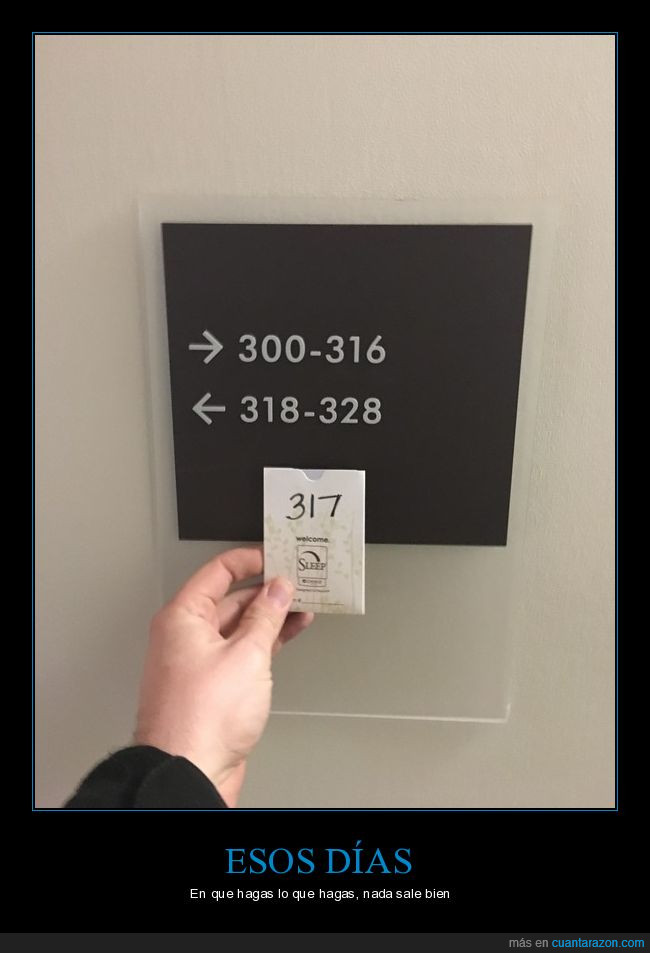 → 300-316
← 318-328
317
welcome.
SLEEP
ESOS DÍAS
En que hagas lo que hagas, nada sale bien
más en cuantarazon.com